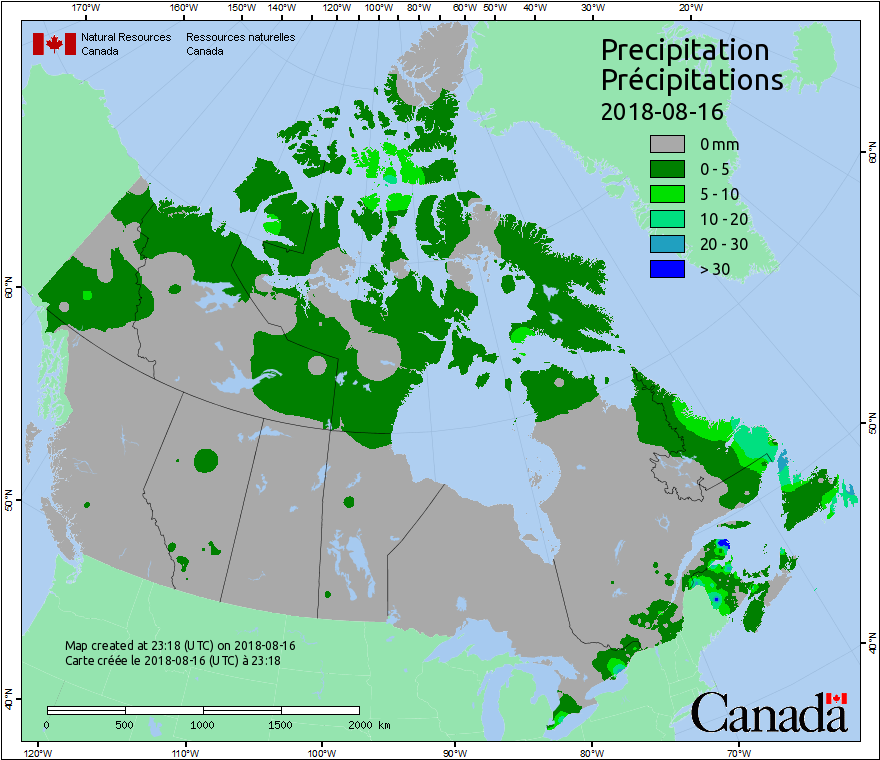 170°W 160°W 150°W 140°W 130°W 120°W 110°W 100°W 90°W 80°W 60°W 50°W 40°W 30°W 20°W
Natural Resources Ressources naturelles
Canada Canada
Precipitation
Précipitations
2018-08-16
0 mm
0 - 5
5 - 10
10 - 20
20 - 30
> 30
60°N
60°N
50°N
50°N
40°N
40°N
Map created at 23:18 (UTC) on 2018-08-16
Carte créée le 2018-08-16 (UTC) à 23:18
0 500 1000 1500 2000 km
Canada
120°W 110°W 100°W 90°W 80°W 70°W